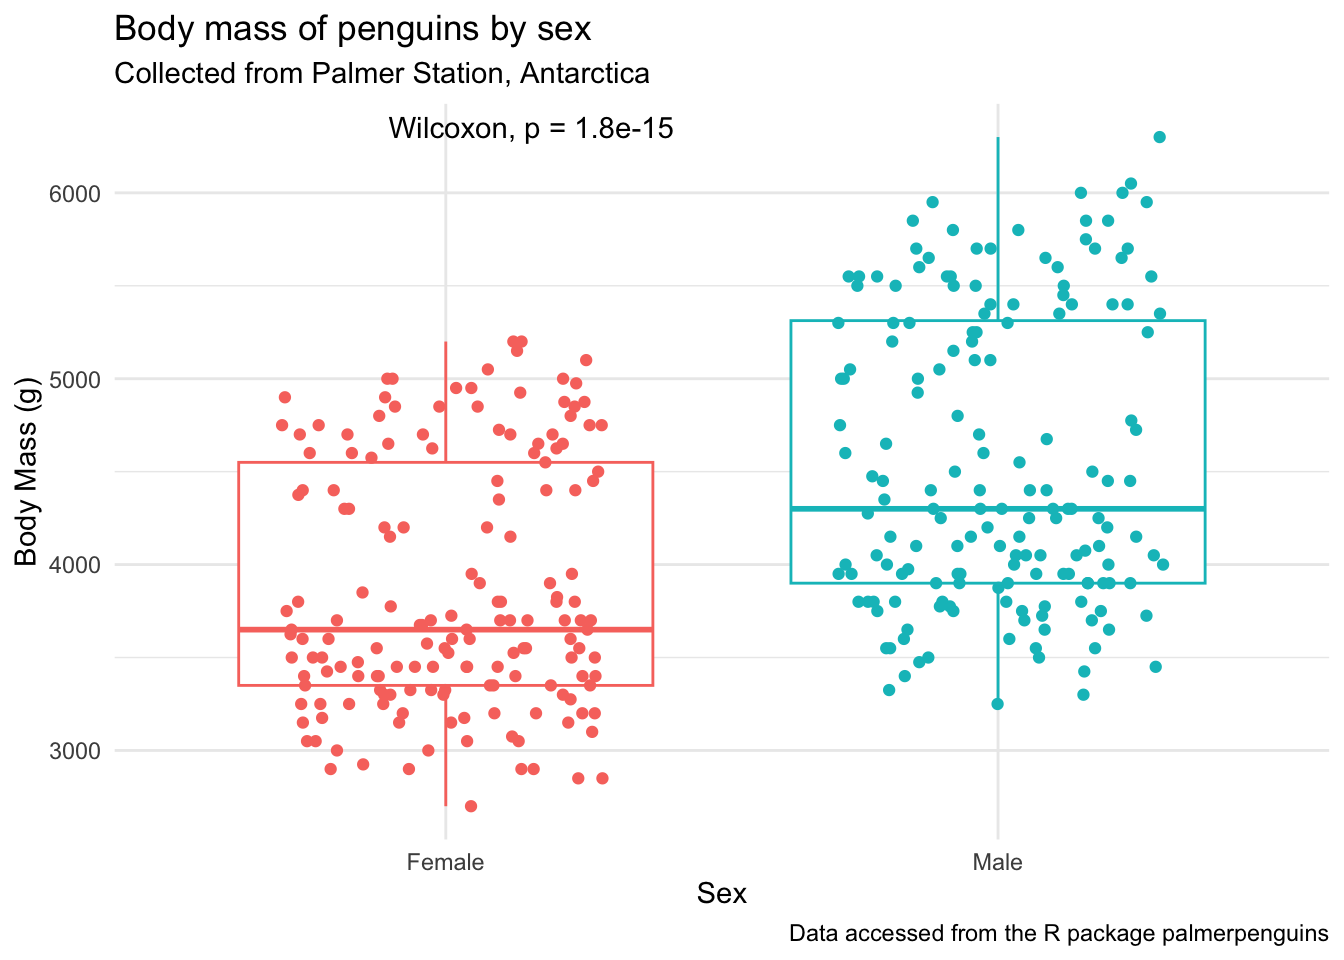 Body mass of penguins by sex
Collected from Palmer Station, Antarctica
Wilcoxon, p = 1.8e-15
6000
5000
4000
3000
Body Mass (g)
Female
Male
Sex
Data accessed from the R package palmerpenguins